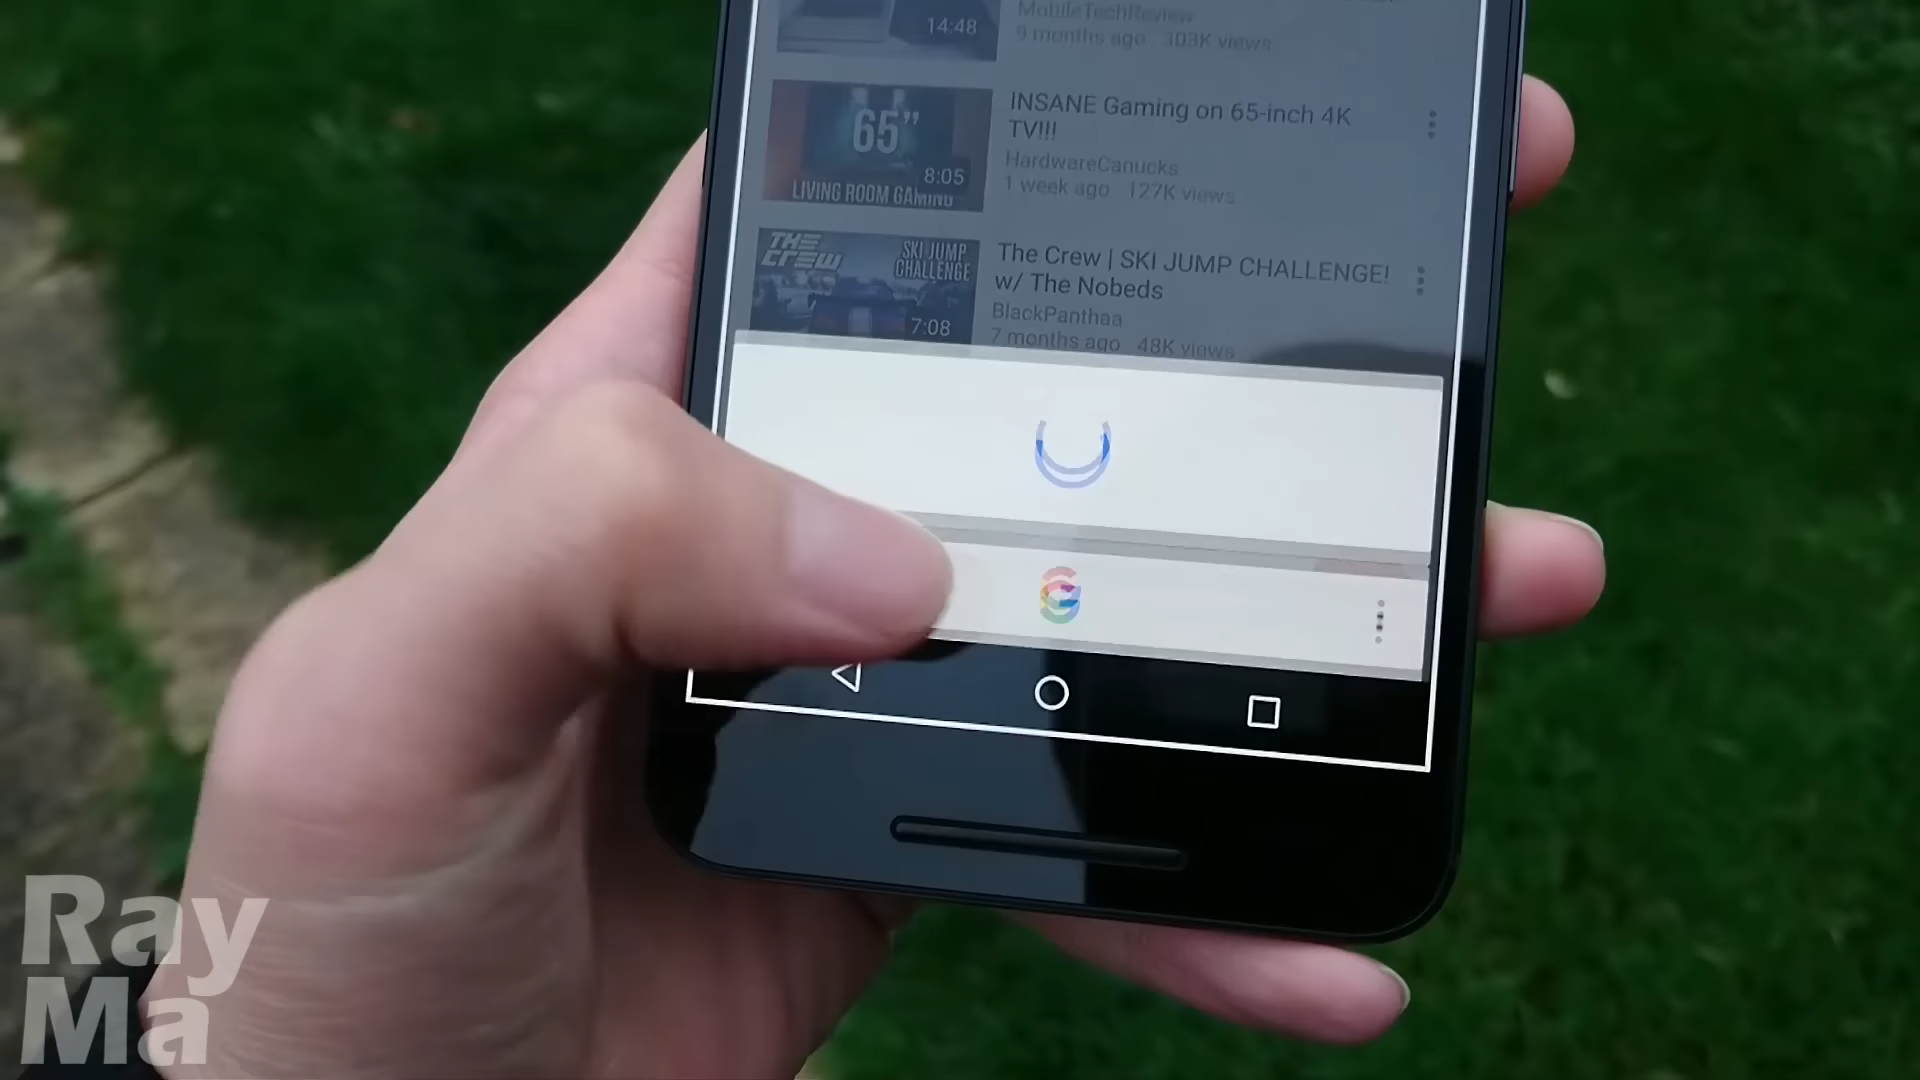 14:48
MobileTechReview
9 months ago 303K views
65”
8:05
LIVING ROOM GAMING
INSANE Gaming on 65-inch 4K
TV!!!
HardwareCanucks
1 week ago 127K views
THE
CREW
SKI JUMP
CHALLENGE
7:08
The Crew | SKI JUMP CHALLENGE!
w/ The Nobeds
BlackPanthaa
7 months ago 48K views
G
Ray
Ma